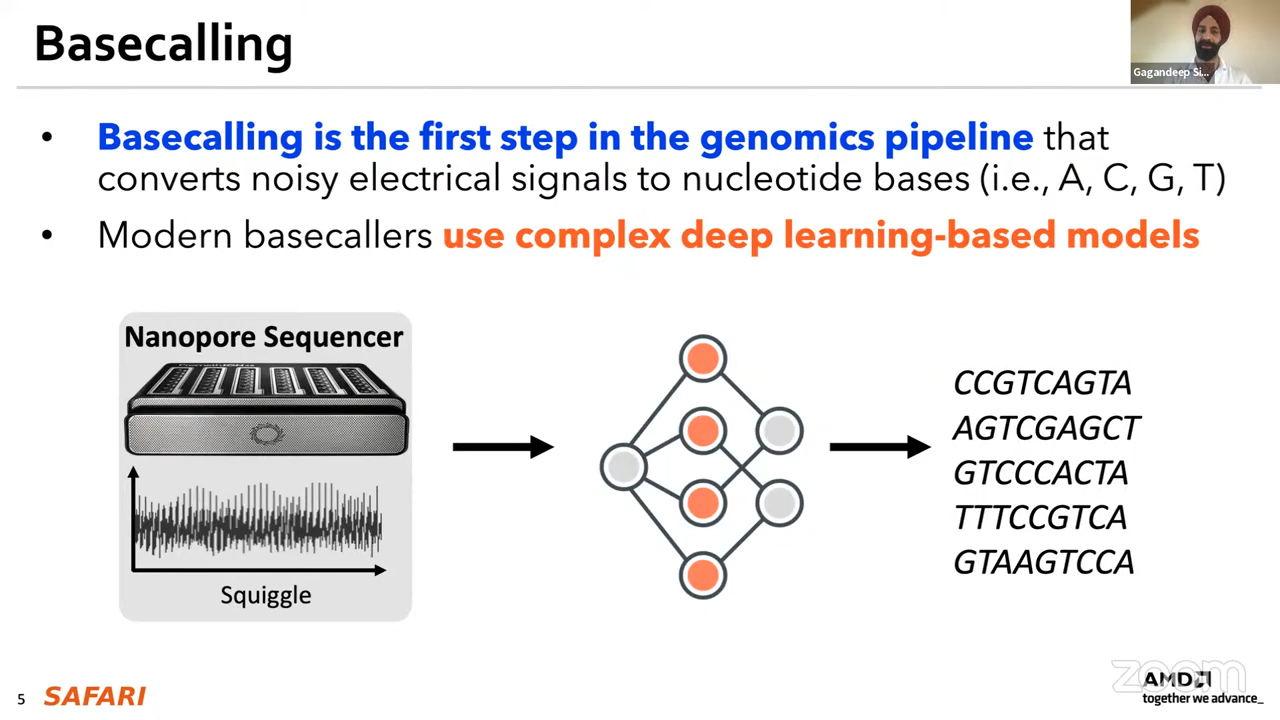 Basecalling
Gagandeep Si...
• Basecalling is the first step in the genomics pipeline that
converts noisy electrical signals to nucleotide bases (i.e., A, C, G, T)
• Modern basecallers use complex deep learning-based models
Nanopore Sequencer
Squiggle
CCGTCAGTA
AGTCGAGCT
GTCCCACTA
TTTCCGTCA
GTAAGTCCA
5 SAFARI
zoom
AMD
together we advance_